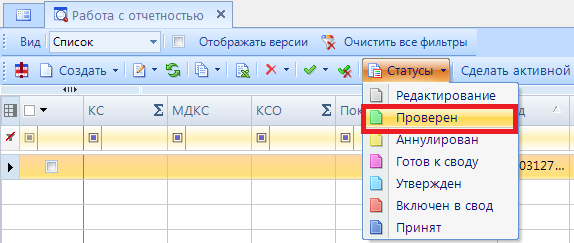 Работа с отчетностью
Вид Список Отображать версии Очистить все фильтры
Создать Статусы Сделать активной
КС Σ МДКС Σ КСО Σ Пок д
Редактирование
Проверен
Аннулирован
Готов к своду 03127...
Утвержден
Включен в свод
Принят